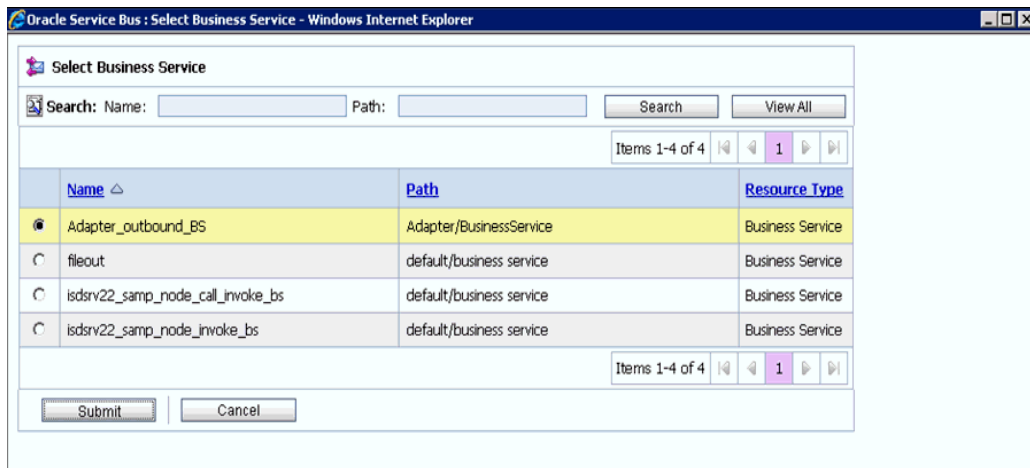 Oracle Service Bus : Select Business Service - Windows Internet Explorer
Select Business Service
Search: Name: Path: Search View All
Items 1-4 of 4 1
Name Path Resource Type
Adapter_outbound_BS Adapter/BusinessService Business Service
fileout default/business service Business Service
isdsrv22_samp_node_call_invoke_bs default/business service Business Service
isdsrv22_samp_node_invoke_bs default/business service Business Service
Items 1-4 of 4 1
Submit Cancel